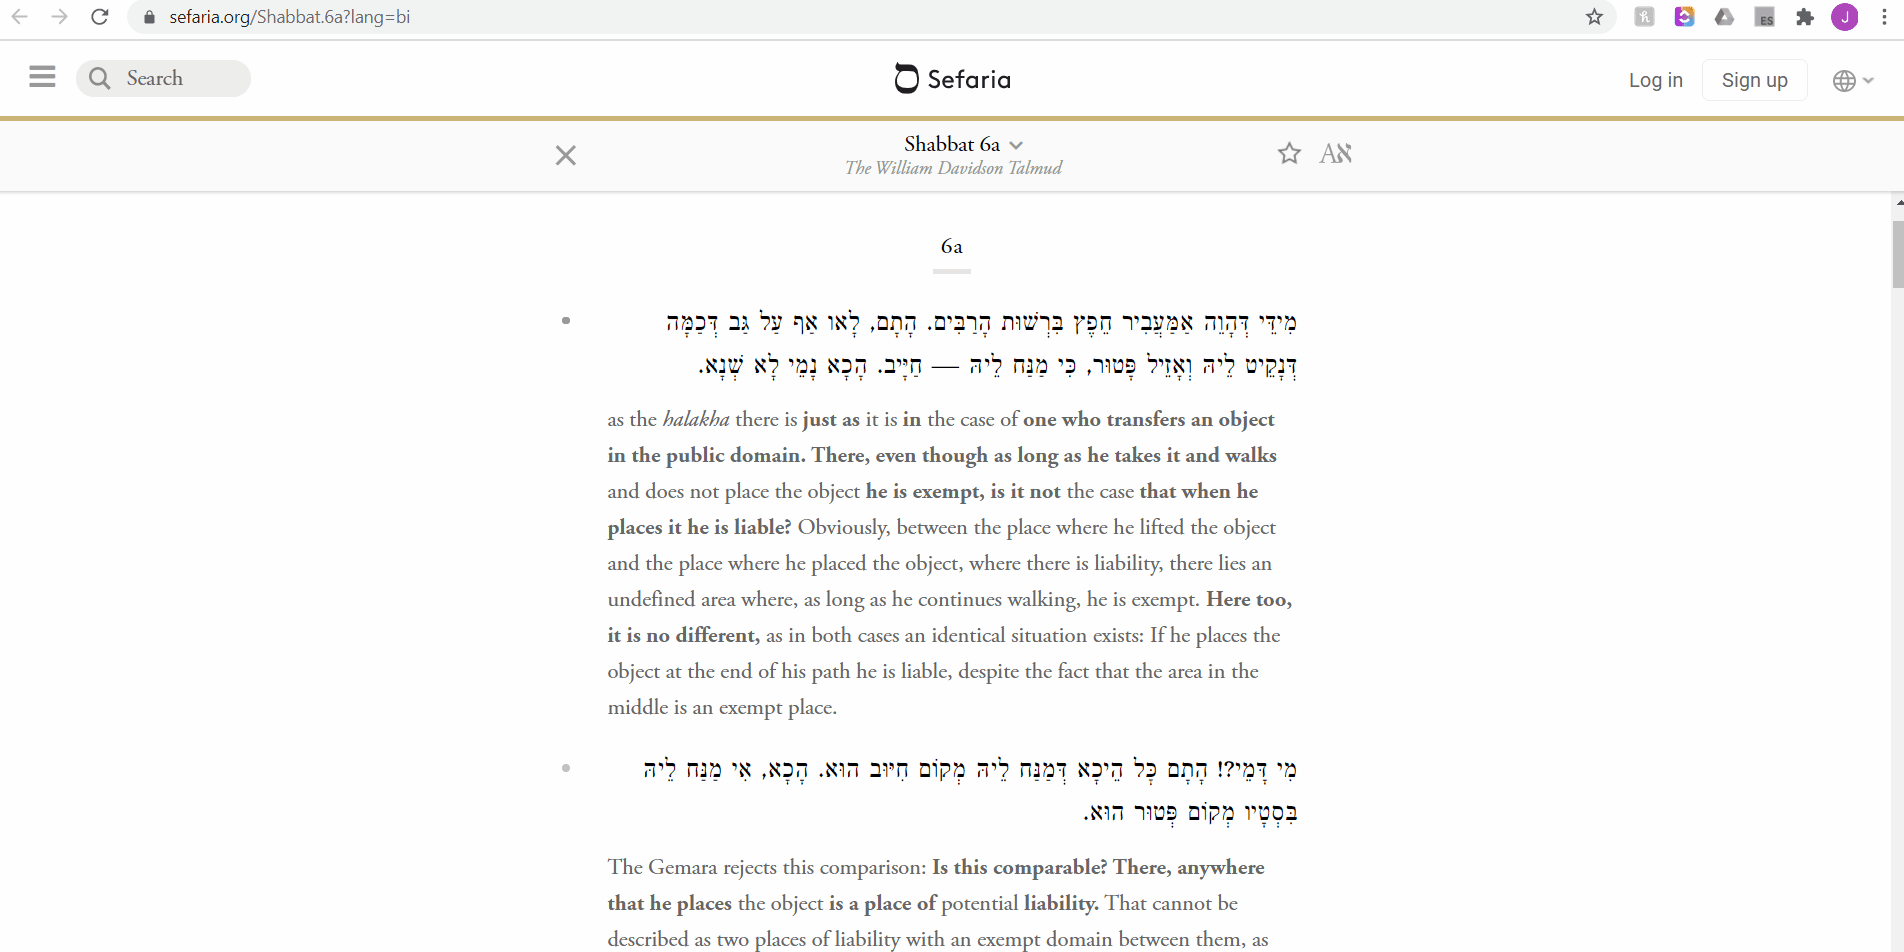 sefaria.org/Shabbat.6a?lang=bi
ES
J
Search
Sefaria
Log in
Sign up
Shabbat 6a
The William Davidson Talmud
Aא
6a
מִידֵּי דְּהָוֵה אַמַּעֲבִיר חֵפֶץ בִּרְשׁוּת הָרַבִּים. הָתָם, לָאו אַף עַל גַּב דְּכַמָּה
דְּנָקֵיט לֵיהּ וְאָזֵיל פָּטוּר, כִּי מַנַּח לֵיהּ — חַיָּיב. הָכָא נָמֵי לָא שְׁנָא.
as the halakha there is just as it is in the case of one who transfers an object
in the public domain. There, even though as long as he takes it and walks
and does not place the object he is exempt, is it not the case that when he
places it he is liable? Obviously, between the place where he lifted the object
and the place where he placed the object, where there is liability, there lies an
undefined area where, as long as he continues walking, he is exempt. Here too,
it is no different, as in both cases an identical situation exists: If he places the
object at the end of his path he is liable, despite the fact that the area in the
middle is an exempt place.
מִי דָּמֵי?! הָתָם כָּל הֵיכָא דְּמַנַּח לֵיהּ מְקוֹם חִיּוּב הוּא. הָכָא, אִי מַנַּח לֵיהּ
בִּסְטָיו מְקוֹם פְּטוּר הוּא.
The Gemara rejects this comparison: Is this comparable? There, anywhere
that he places the object is a place of potential liability. That cannot be
described as two places of liability with an exempt domain between them, as